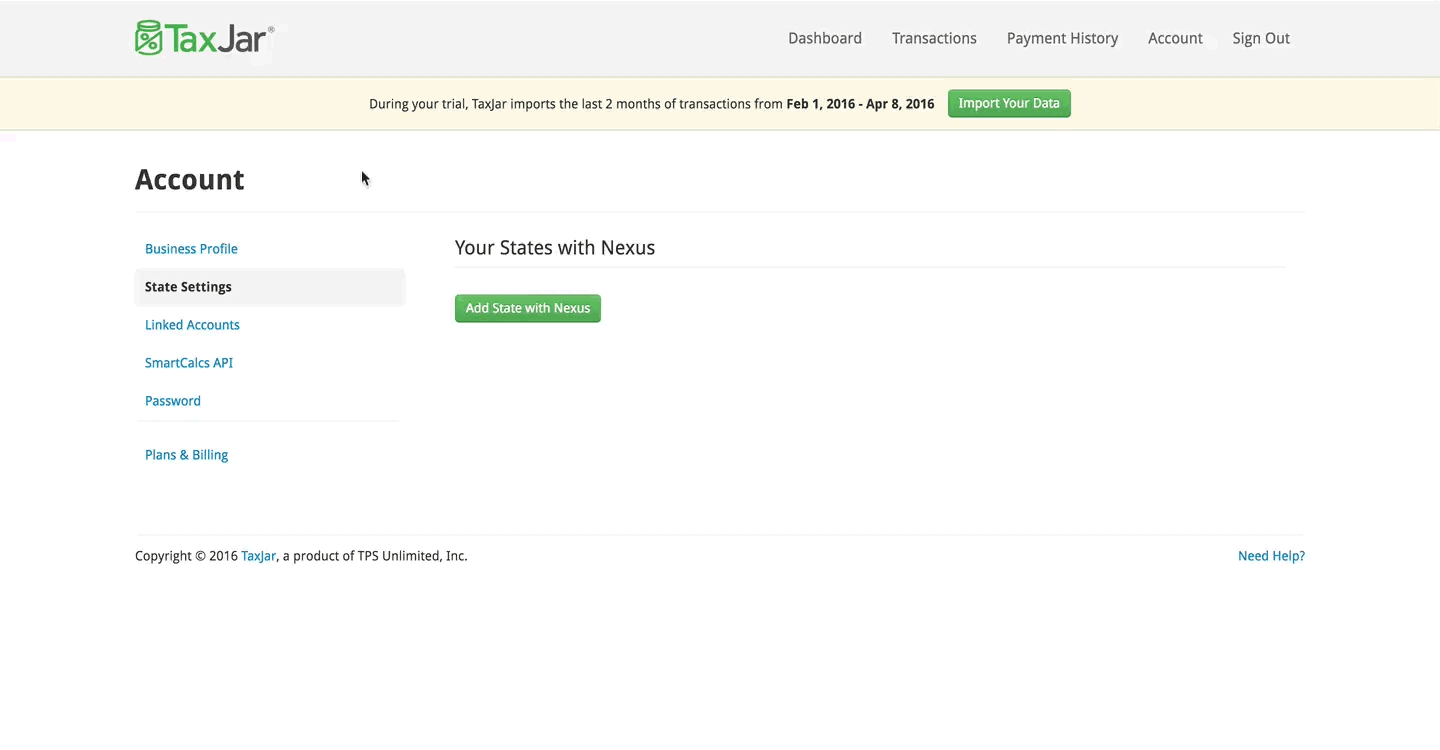 TaxJar®
Dashboard Transactions Payment History Account Sign Out
During your trial, TaxJar imports the last 2 months of transactions from Feb 1, 2016 - Apr 8, 2016 Import Your Data
Account
Business Profile
State Settings
Linked Accounts
SmartCalcs API
Password
Plans & Billing
Your States with Nexus
Add State with Nexus
Copyright © 2016 TaxJar, a product of TPS Unlimited, Inc.
Need Help?